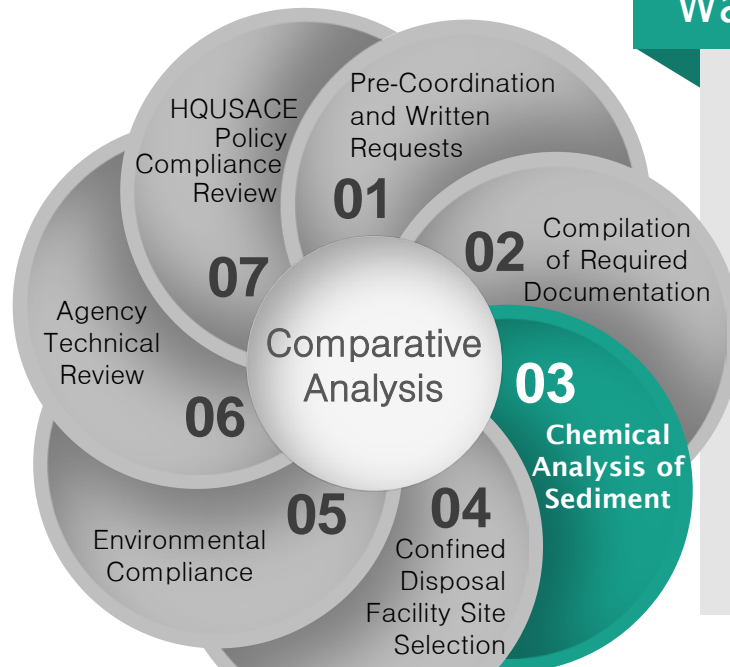 Wa
Pre-Coordination
and Written
Requests
01
02
Compilation
of Required
Documentation
03
Chemical
Analysis of
Sediment
04
Confined
Disposal
Facility Site
Selection
05
Environmental
Compliance
06
Agency
Technical
Review
07
HQUSACE
Policy
Compliance
Review
Comparative
Analysis